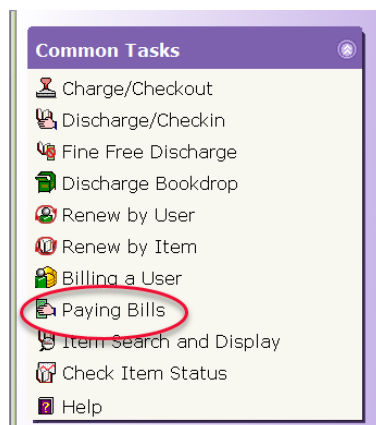 Common Tasks
Charge/Checkout
Discharge/Checkin
Fine Free Discharge
Discharge Bookdrop
Renew by User
Renew by Item
Billing a User
Paying Bills
Item Search and Display
Check Item Status
Help